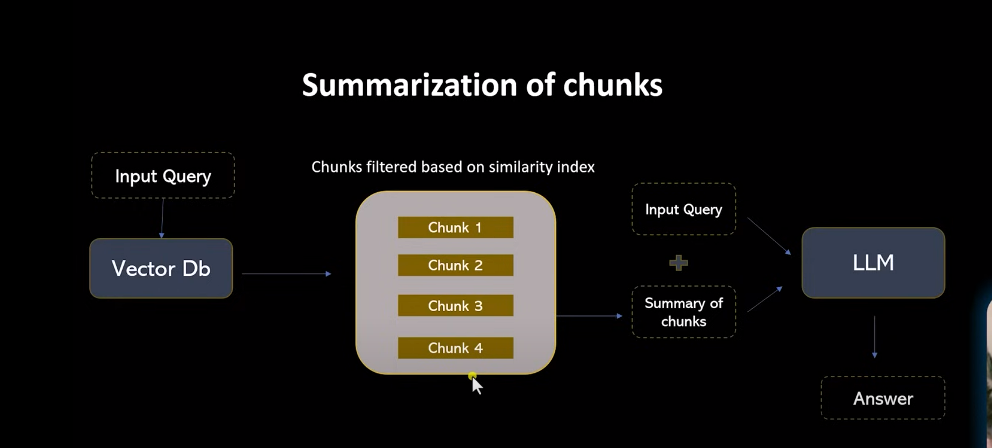 Summarization of chunks
Chunks filtered based on similarity index
Input Query
Vector Db
Chunk 1
Chunk 2
Chunk 3
Chunk 4
Input Query
Summary of
chunks
LLM
Answer